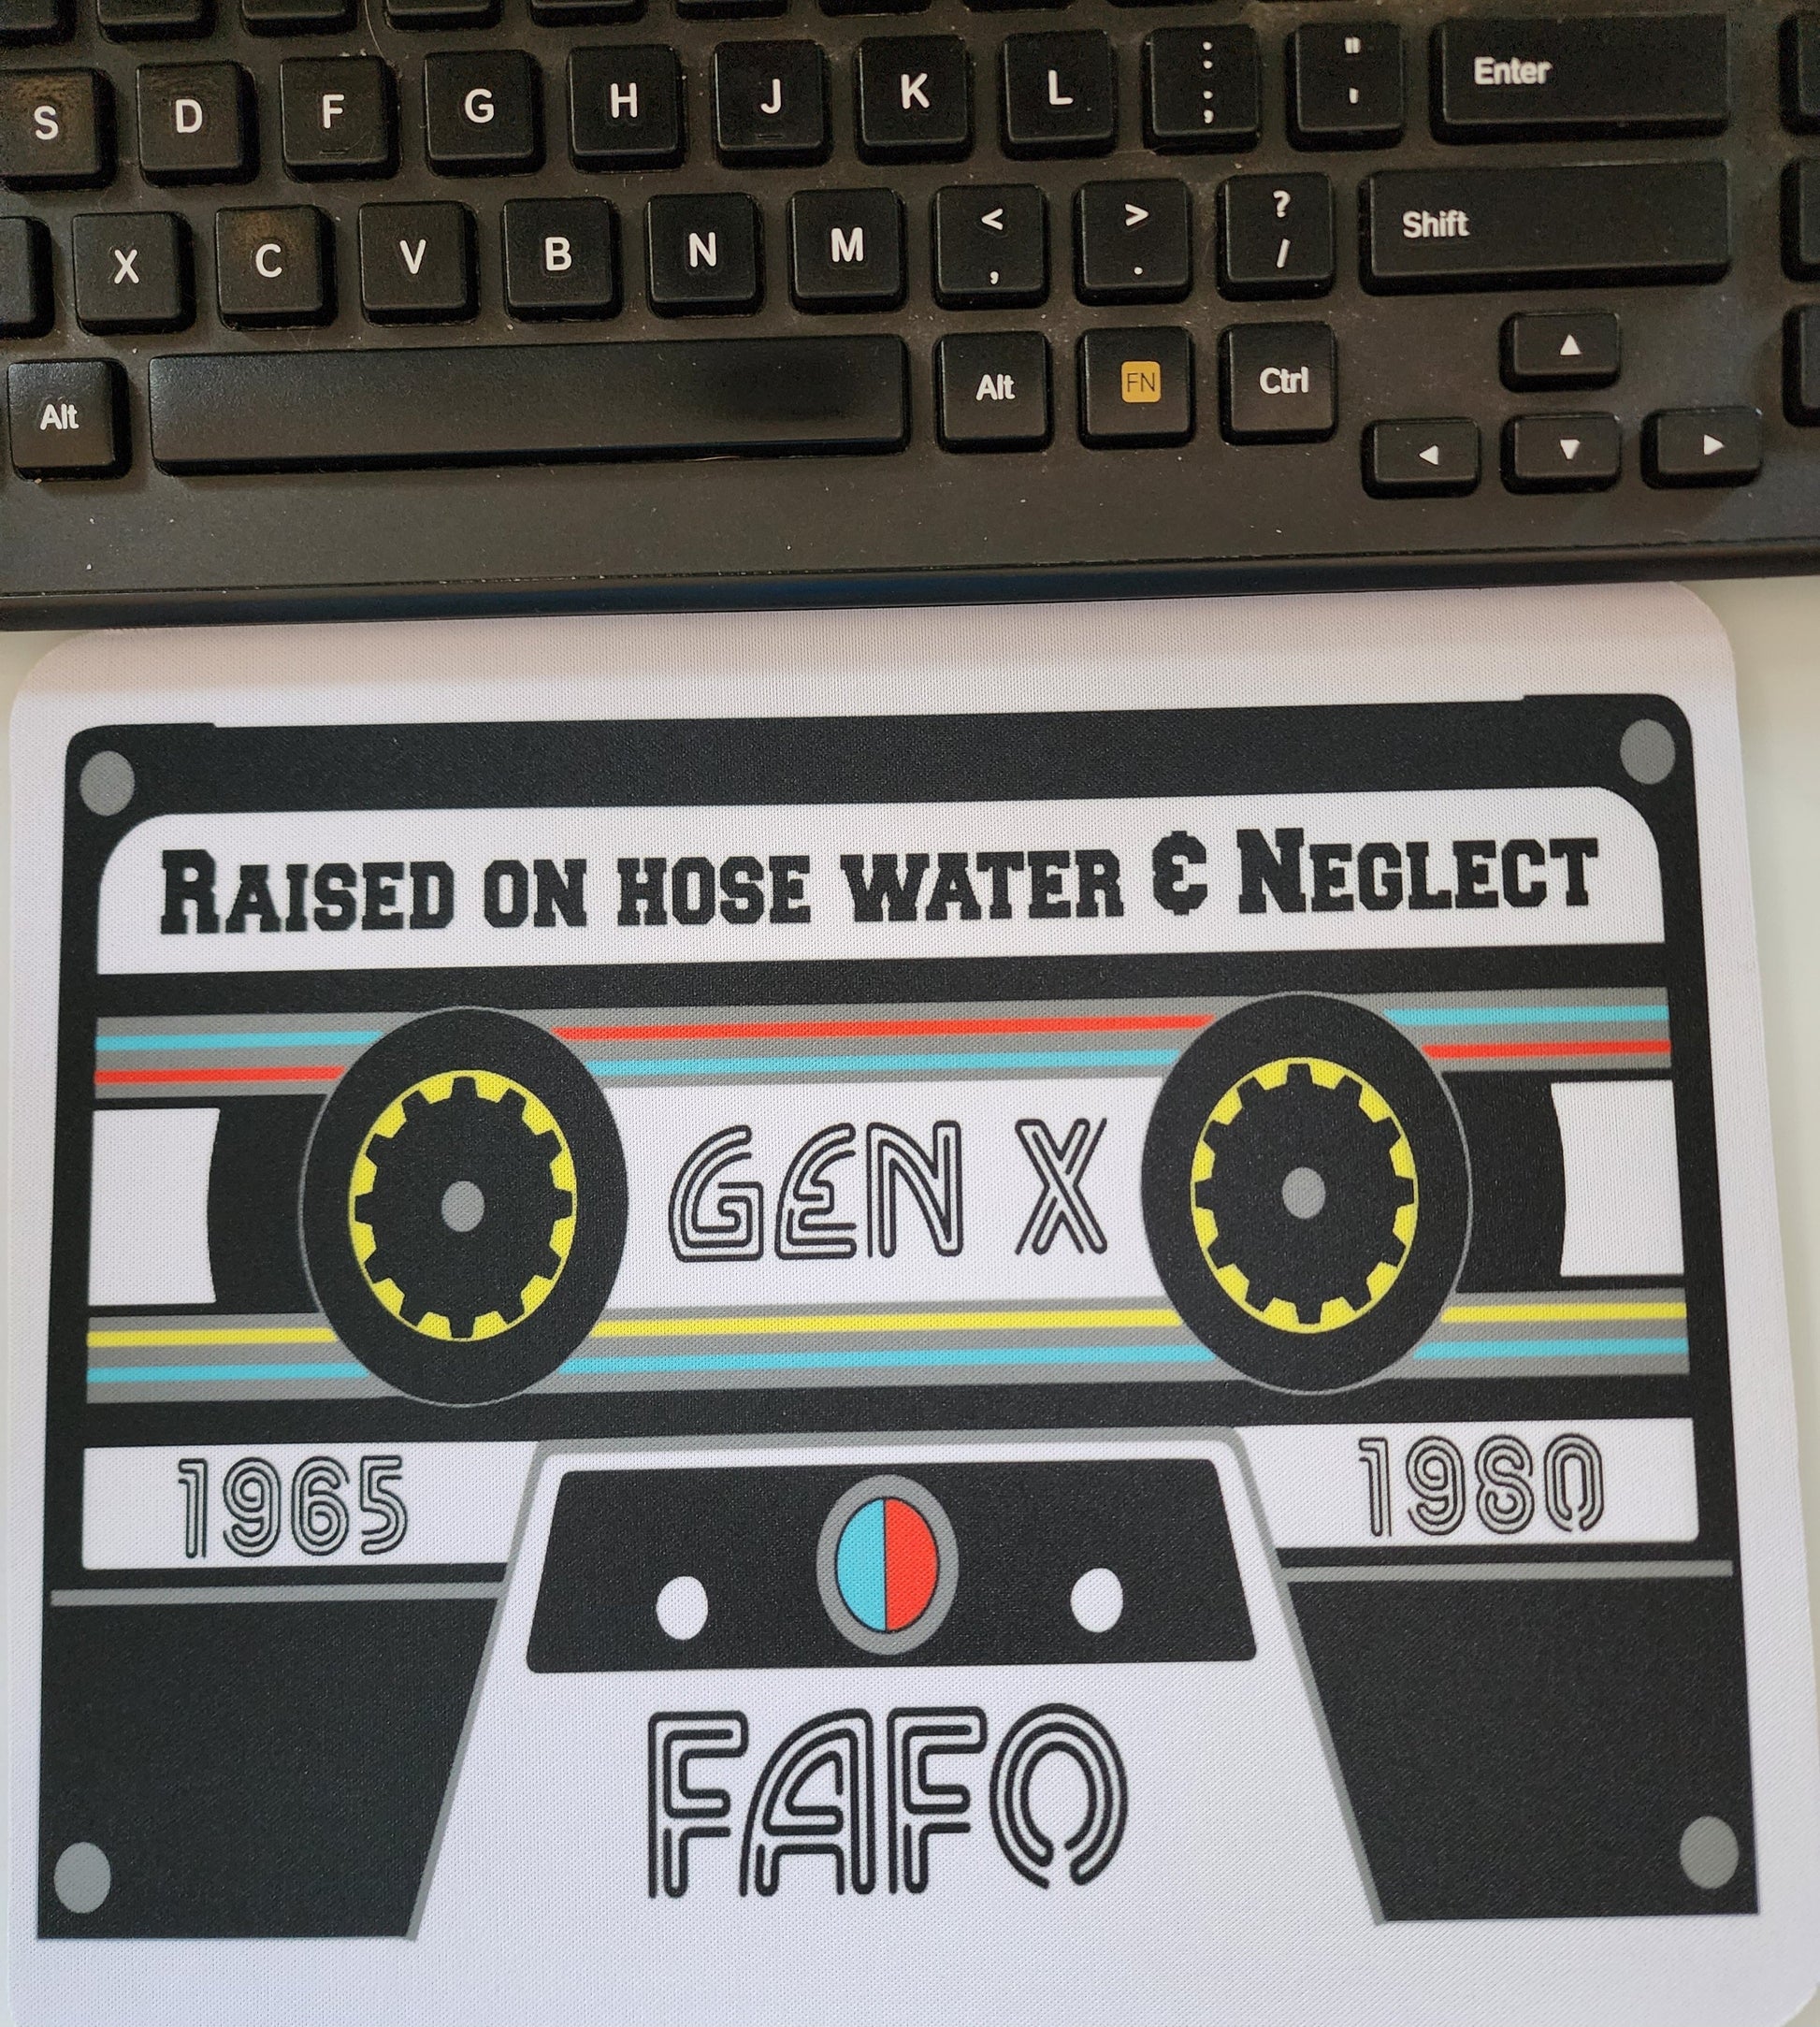 S D F G H J K L : ; " ' Enter
X C V B N M < , > . ? / Shift
Alt Alt FN Ctrl
RAISED ON HOSE WATER & NEGLECT
GEN X
1965 1980
FAFO